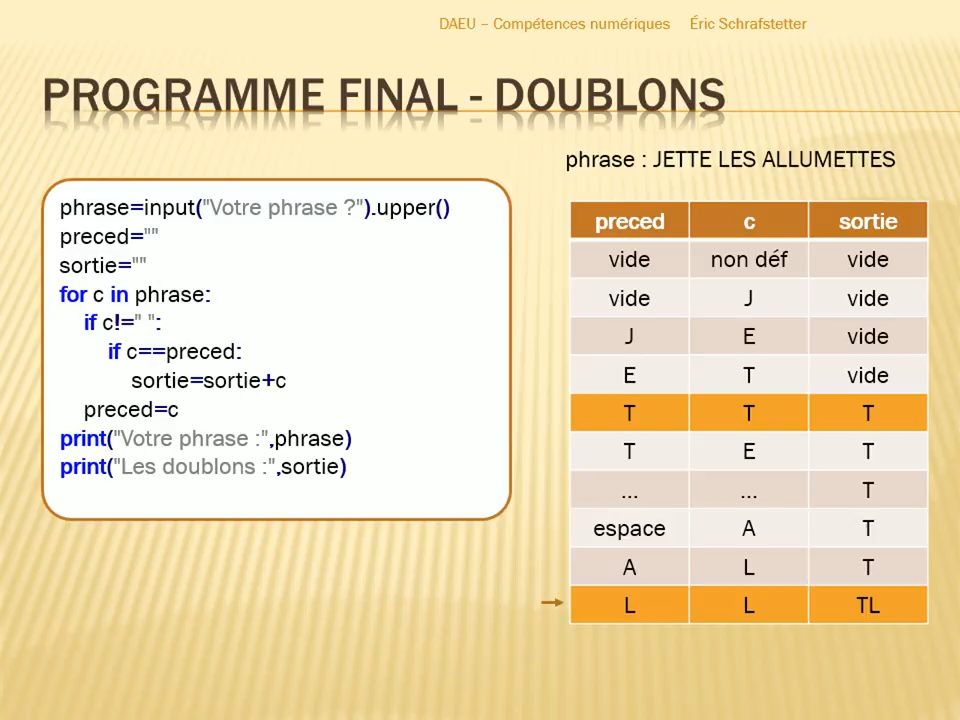 DAEU – Compétences numériques Éric Schrafstetter
PROGRAMME FINAL - DOUBLONS
phrase : JETTE LES ALLUMETTES
phrase=input("Votre phrase ?").upper()
preced=""
sortie=""
for c in phrase:
if c!=" ":
if c==preced:
sortie=sortie+c
preced=c
print("Votre phrase :",phrase)
print("Les doublons :",sortie)
preced c sortie
vide non déf vide
vide J vide
J E vide
E T vide
T T T
T E T
... ... T
espace A T
A L T
L L TL